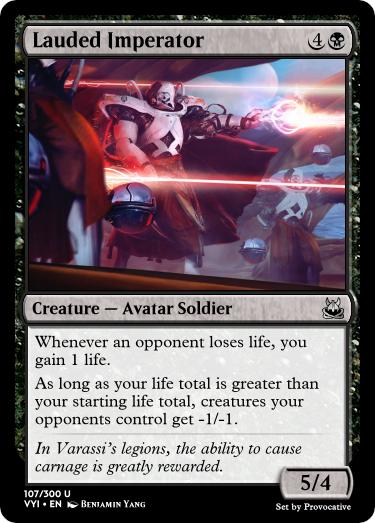 Lauded Imperator 4
Creature — Avatar Soldier
Whenever an opponent loses life, you
gain 1 life.
As long as your life total is greater than
your starting life total, creatures your
opponents control get -1/-1.
In Varassi's legions, the ability to cause
carnage is greatly rewarded.
5/4
107/300 U
VYI • EN Benjamin Yang
Set by Provocative